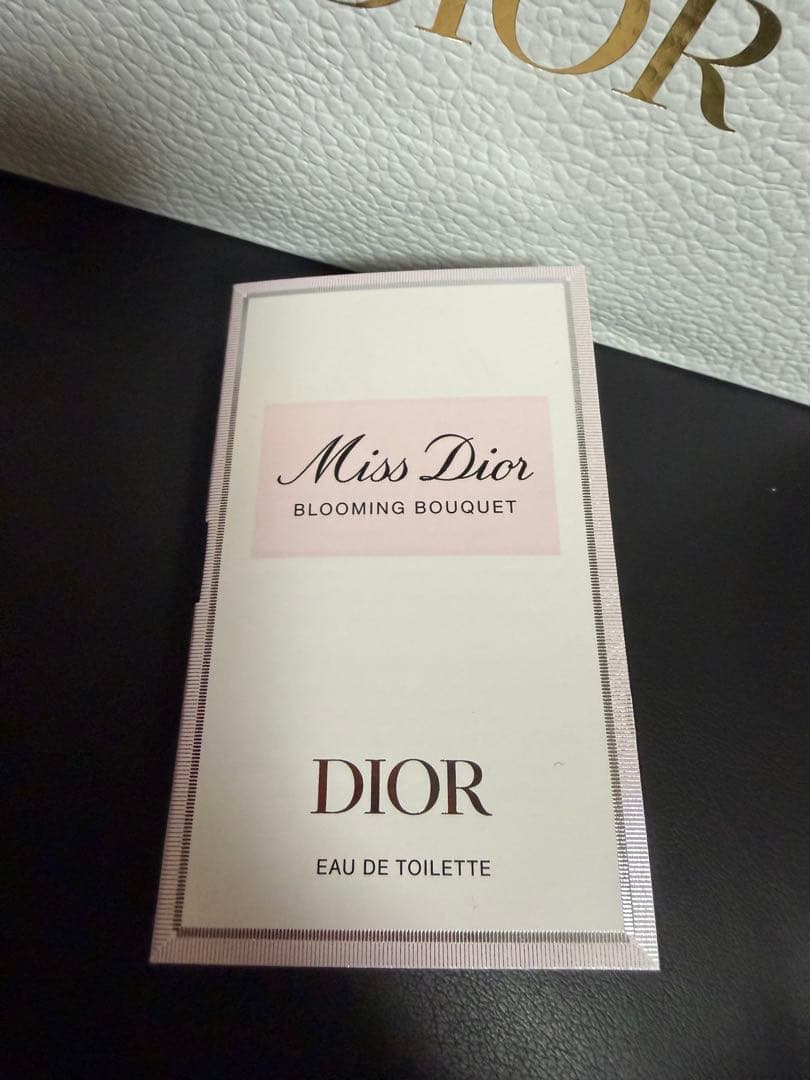 DIOR
Miss Dior
BLOOMING BOUQUET
DIOR
EAU DE TOILETTE